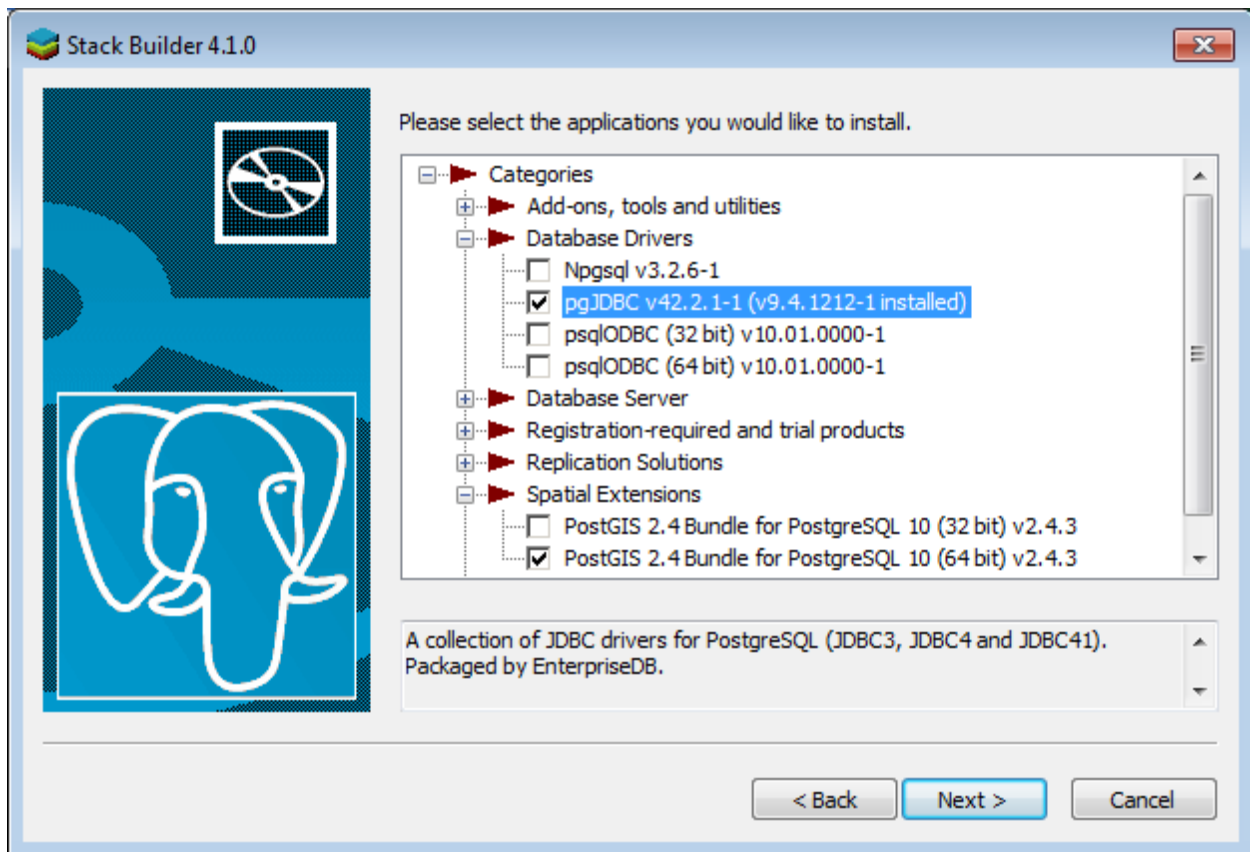 Stack Builder 4.1.0
Please select the applications you would like to install.
Categories
Add-ons, tools and utilities
Database Drivers
Npgsql v3.2.6-1
pgJDBC v42.2.1-1 (v9.4.1212-1 installed)
psqlODBC (32 bit) v10.01.0000-1
psqlODBC (64 bit) v10.01.0000-1
Database Server
Registration-required and trial products
Replication Solutions
Spatial Extensions
PostGIS 2.4 Bundle for PostgreSQL 10 (32 bit) v2.4.3
PostGIS 2.4 Bundle for PostgreSQL 10 (64 bit) v2.4.3
A collection of JDBC drivers for PostgreSQL (JDBC3, JDBC4 and JDBC41).
Packaged by EnterpriseDB.
< Back Next > Cancel